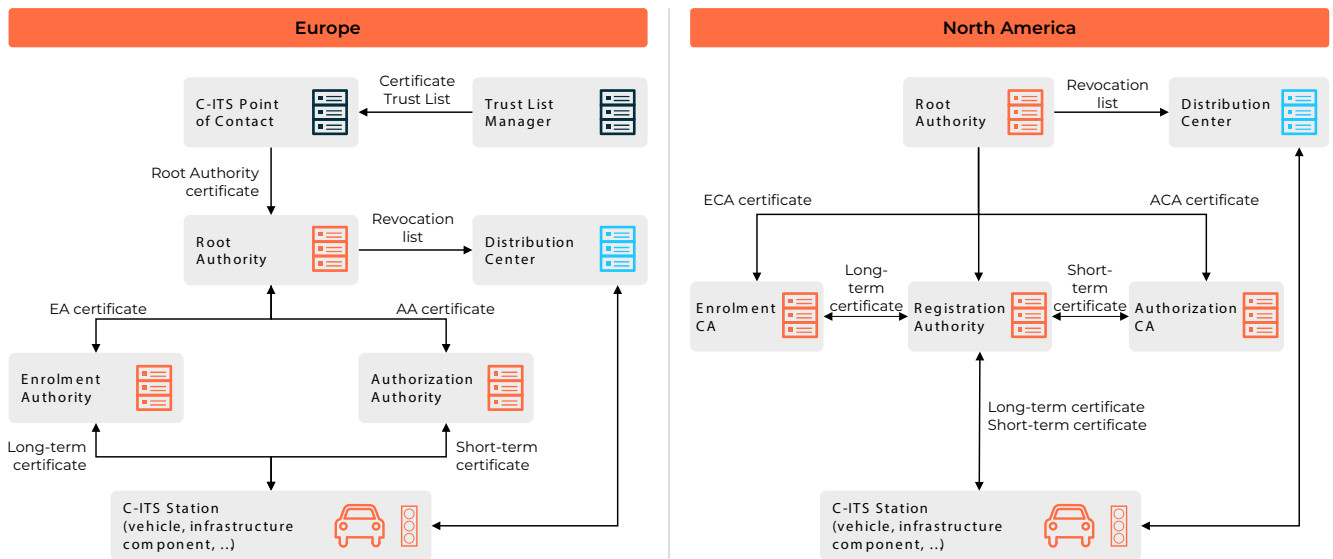 Europe
Certificate
Trust List
C-ITS Point
of Contact
Trust List
Manager
Root Authority
certificate
Root
Authority
Revocation
list
Distribution
Center
EA certificate
AA certificate
Enrolment
Authority
Authorization
Authority
Long-term
certificate
Short-term
certificate
C-ITS Station
(vehicle, infrastructure
component, ...)
North America
Root
Authority
Revocation
list
Distribution
Center
ECA certificate
ACA certificate
Enrolment
CA
Long-
term
certificate
Registration
Authority
Short-
term
certificate
Authorization
CA
Long-term certificate
Short-term certificate
C-ITS Station
(vehicle, infrastructure
component, ...)